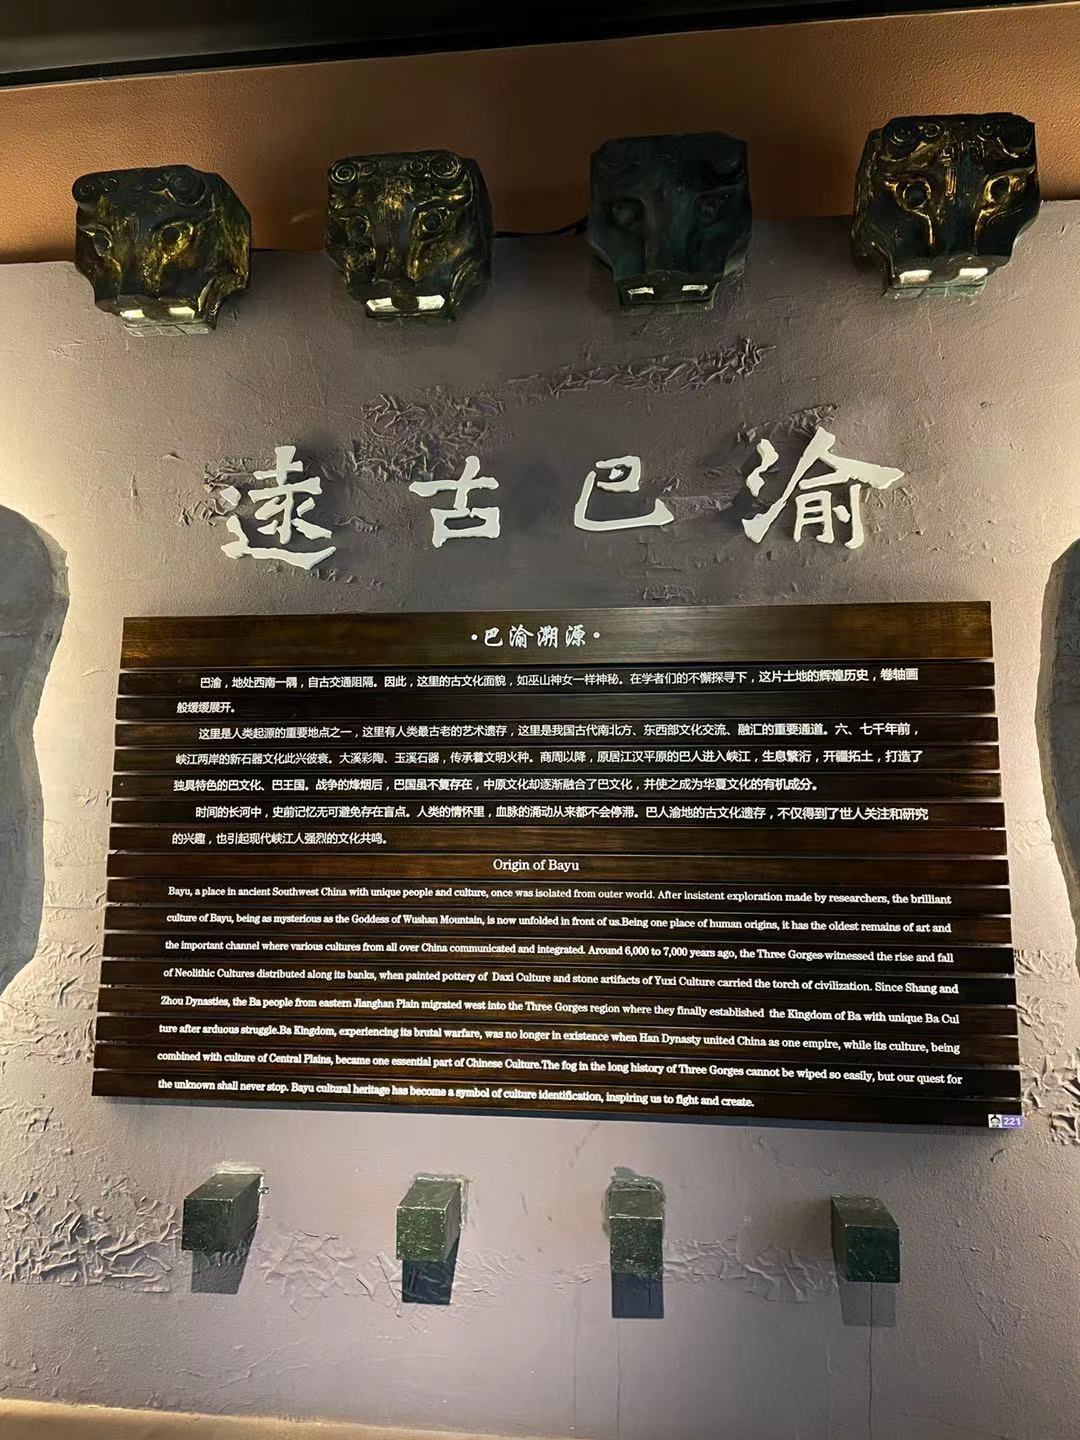 遠古巴渝
·巴渝溯源·
巴渝，地处西南一隅，自古交通阻隔。因此，这里的古文化面貌，如巫山神女一样神秘。在学者们的不懈探寻下，这片土地的辉煌历史，卷轴画
般缓缓展开。
这里是人类起源的重要地点之一，这里有人类最古老的艺术遗存，这里是我国古代南北方、东西部文化交流、融汇的重要通道。六、七千年前，
峡江两岸的新石器文化此兴彼衰。大溪彩陶、玉溪石器，传承着文明火种。商周以降，原居江汉平原的巴人进入峡江，生息繁洐，开疆拓土，打造了
独具特色的巴文化、巴王国。战争的烽烟后，巴国虽不复存在，中原文化却逐渐融合了巴文化，并使之成为华夏文化的有机成分。
时间的长河中，史前记忆无可避免存在盲点。人类的情怀里，血脉的涌动从来都不会停滞。巴人渝地的古文化遗存，不仅得到了世人关注和研究
的兴趣，也引起现代峡江人强烈的文化共鸣。
Origin of Bayu
Bayu, a place in ancient Southwest China with unique people and culture, once was isolated from outer world. After insistent exploration made by researchers, the brilliant
culture of Bayu, being as mysterious as the Goddess of Wushan Mountain, is now unfolded in front of us.Being one place of human origins, it has the oldest remains of art and
the important channel where various cultures from all over China communicated and integrated. Around 6,000 to 7,000 years ago, the Three Gorges witnessed the rise and fall
of Neolithic Cultures distributed along its banks, when painted pottery of Daxi Culture and stone artifacts of Yuxi Culture carried the torch of civilization. Since Shang and
Zhou Dynasties, the Ba people from eastern Jianghan Plain migrated west into the Three Gorges region where they finally established the Kingdom of Ba with unique Ba Cul
ture after arduous struggle.Ba Kingdom, experiencing its brutal warfare, was no longer in existence when Han Dynasty united China as one empire, while its culture, being
combined with culture of Central Plains, became one essential part of Chinese Culture.The fog in the long history of Three Gorges cannot be wiped so easily, but our quest for
the unknown shall never stop. Bayu cultural heritage has become a symbol of culture identification, inspiring us to fight and create.
221